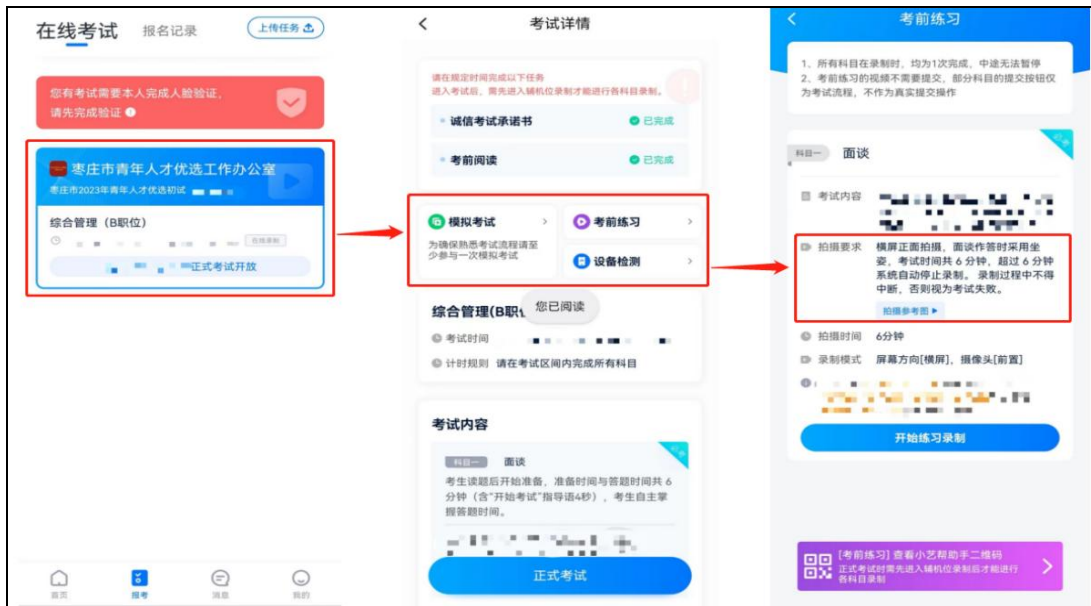 在线考试
报名记录
上传任务
您有考试需要本人完成人脸验证，
请先完成验证
枣庄市青年人才优选工作办公室
枣庄市2023年青年人才优选初试
综合管理（B职位）
在线录制
正式考试开放
首页
报考
消息
我的
考试详情
请在规定时间完成以下任务
进入考试后，需先进入辅机位录制才能进行各科目录制。
诚信考试承诺书
已完成
考前阅读
已完成
模拟考试
为确保熟悉考试流程请至
少参与一次模拟考试
考前练习
设备检测
综合管理(B职位
您已阅读
考试时间
计时规则 请在考试区间内完成所有科目
考试内容
科目一 面谈
考生读题后开始准备，准备时间与答题时间共 6
分钟（含“开始考试”指导语4秒），考生自主掌
握答题时间。
正式考试
考前练习
1、所有科目在录制时，均为1次完成，中途无法暂停
2、考前练习的视频不需要提交，部分科目的提交按钮仅
为考试流程，不作为真实提交操作
科目一 面谈
考试内容
拍摄要求 横屏正面拍摄，面谈作答时采用坐
姿，考试时间共 6 分钟，超过 6 分钟
系统自动停止录制。 录制过程中不得
中断，否则视为考试失败。
拍摄参考图
拍摄时间 6分钟
录制模式 屏幕方向[横屏]，摄像头[前置]
开始练习录制
[考前练习] 查看小艺帮助手二维码
正式考试时需先进入辅机位录制后才能进行
各科目录制